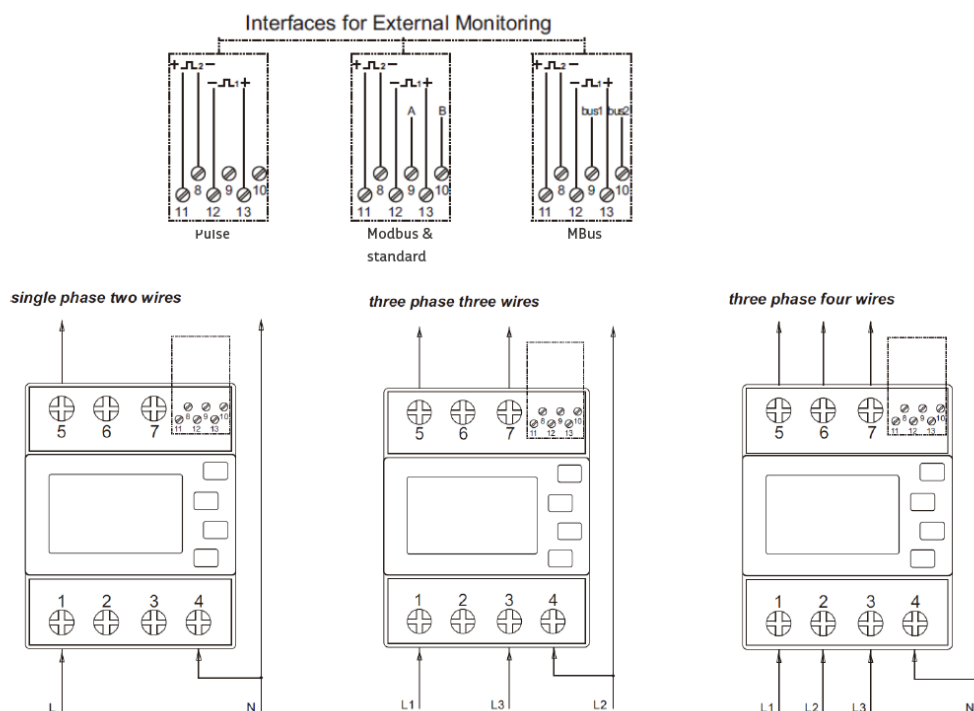 Interfaces for External Monitoring
+ 2 −
− 1 +
8 9 10
11 12 13
Pulse
+ 2 −
− 1 +
A B
8 9 10
11 12 13
Modbus &
standard
+ 2 −
− 1 +
bus1 bus2
8 9 10
11 12 13
MBus
single phase two wires
5 6 7
8 9 10
11 12 13
1 2 3 4
L N
three phase three wires
5 6 7
8 9 10
11 12 13
1 2 3 4
L1 L3 L2
three phase four wires
5 6 7
8 9 10
11 12 13
1 2 3 4
L1 L2 L3 N